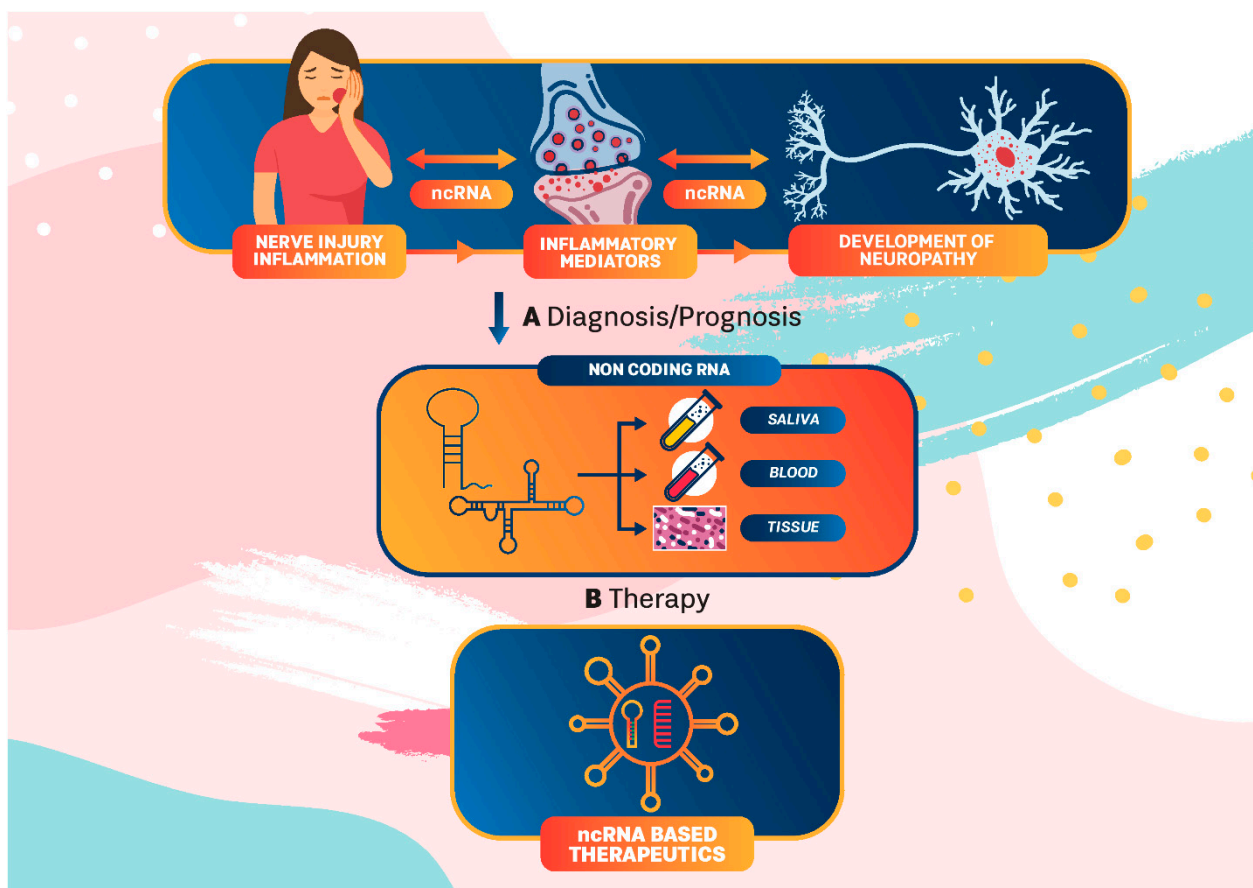 ncRNA
ncRNA
NERVE INJURY
INFLAMMATION
INFLAMMATORY
MEDIATORS
DEVELOPMENT OF
NEUROPATHY
A Diagnosis/Prognosis
NON CODING RNA
SALIVA
BLOOD
TISSUE
B Therapy
ncRNA BASED
THERAPEUTICS